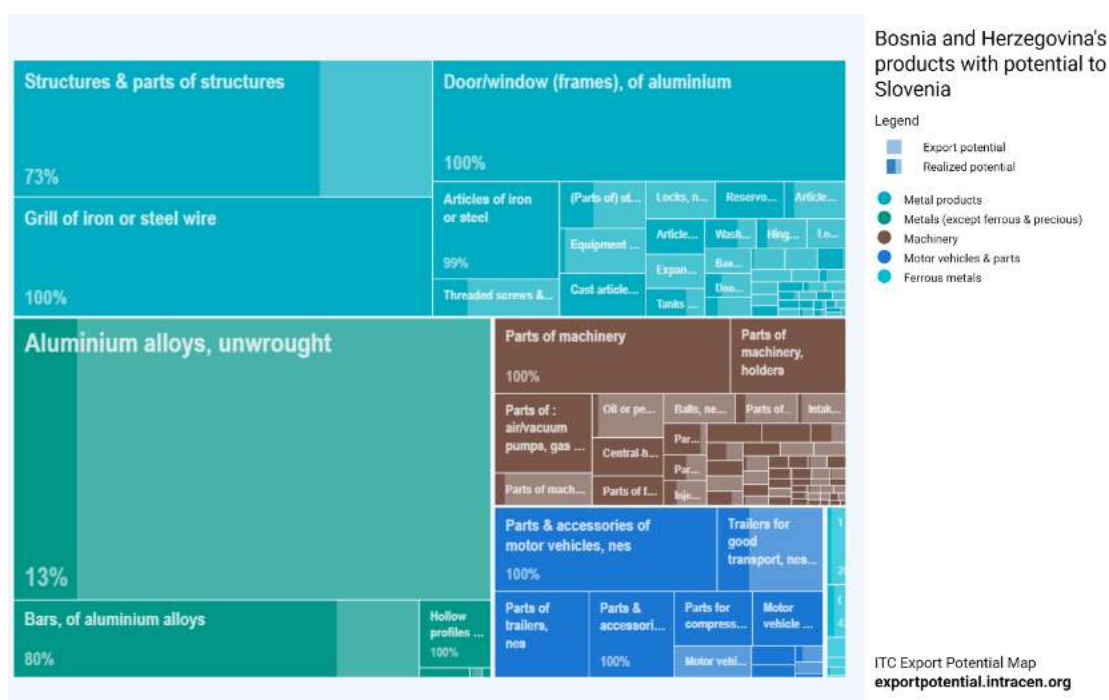 Structures & parts of structures
73%
Grill of iron or steel wire
100%
Door/window (frames), of aluminium
100%
Articles of iron
or steel
99%
Threaded screws &...
(Parts of) st...
Equipment ...
Cast article...
Locks, n...
Article...
Expan...
Tanks ...
Reservo...
Article...
Wash...
Hing...
Lo...
Bas...
Doo...
Aluminium alloys, unwrought
13%
Bars, of aluminium alloys
80%
Hollow
profiles ...
100%
Parts of machinery
100%
Parts of
machinery,
holders
Parts of :
air/vacuum
pumps, gas ...
Parts of mach...
Oil or pe...
Central-h...
Parts of f...
Balls, ne...
Par...
Par...
Injc...
Parts of...
Intak...
Parts & accessories of
motor vehicles, nes
100%
Trailers for
good
transport, nes...
Parts of
trailers,
nes
Parts &
accessori...
100%
Parts for
compress...
Motor
vehicle ...
Motor vehi...
Bosnia and Herzegovina's
products with potential to
Slovenia
Legend
Export potential
Realized potential
Metal products
Metals (except ferrous & precious)
Machinery
Motor vehicles & parts
Ferrous metals
ITC Export Potential Map
exportpotential.intracen.org